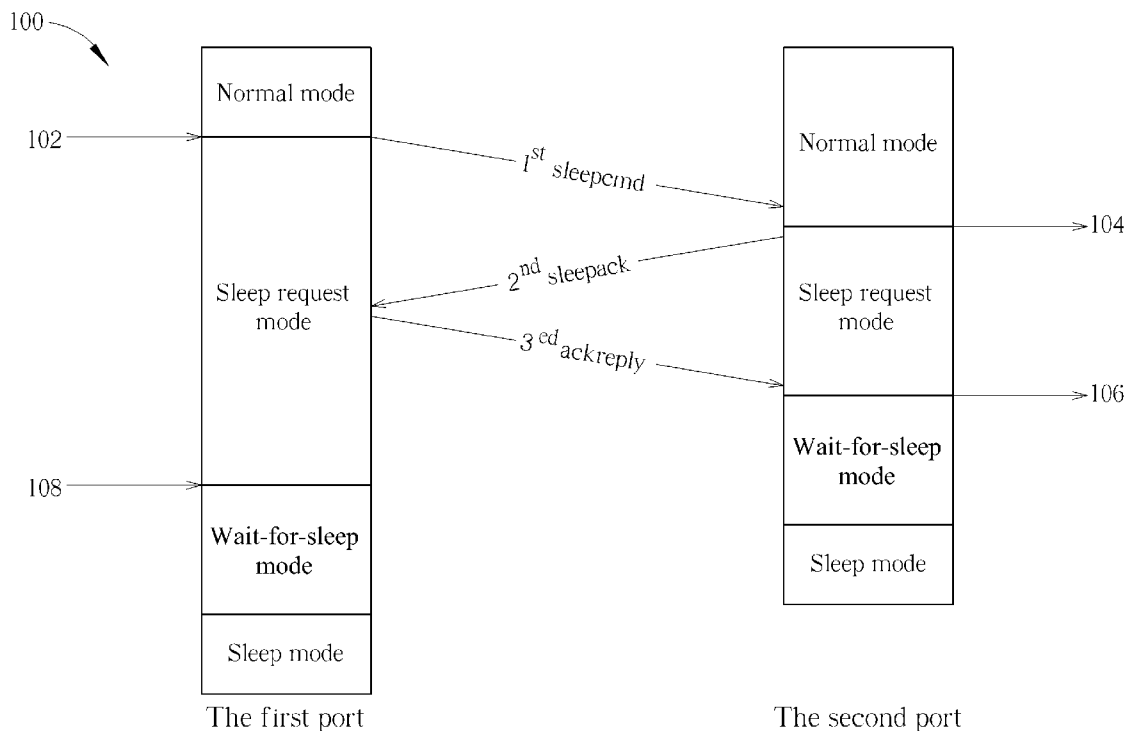 100
Normal mode
102
Sleep request
mode
108
Wait-for-sleep
mode
Sleep mode
The first port
1st sleepcmd
2nd sleepack
3ed ackreply
Normal mode
104
Sleep request
mode
106
Wait-for-sleep
mode
Sleep mode
The second port